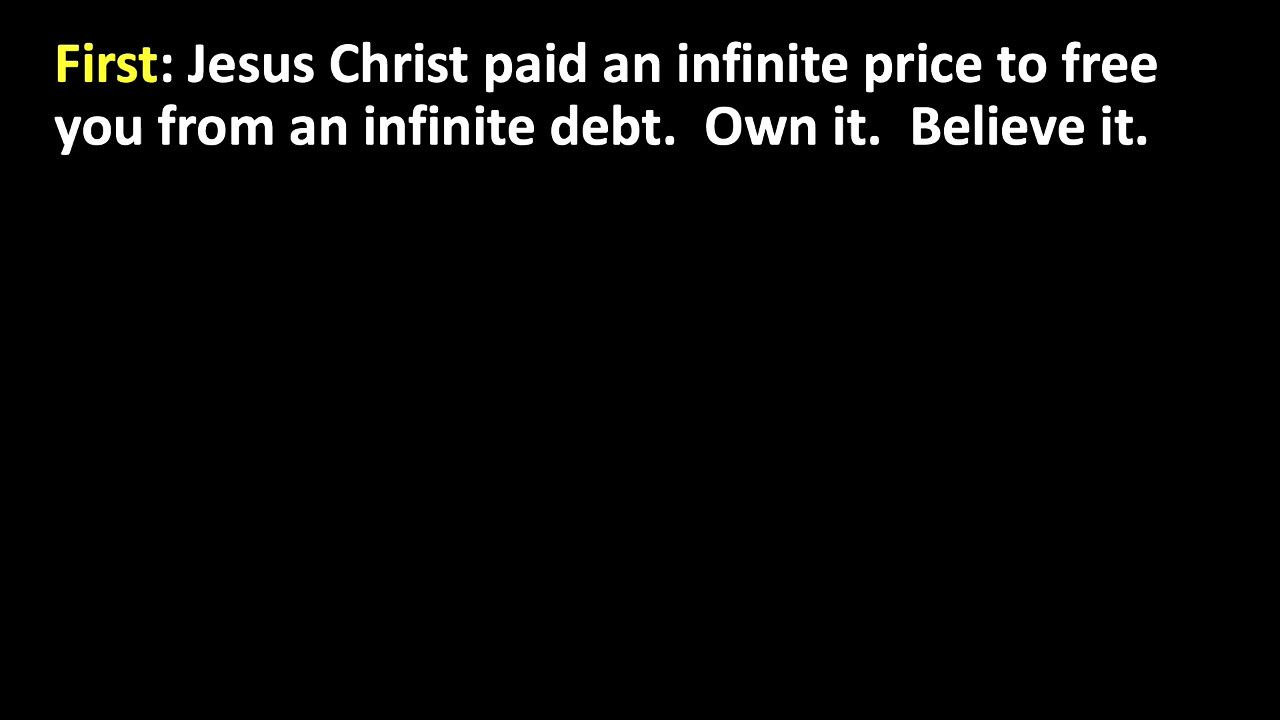 First: Jesus Christ paid an infinite price to free
you from an infinite debt.  Own it.  Believe it.